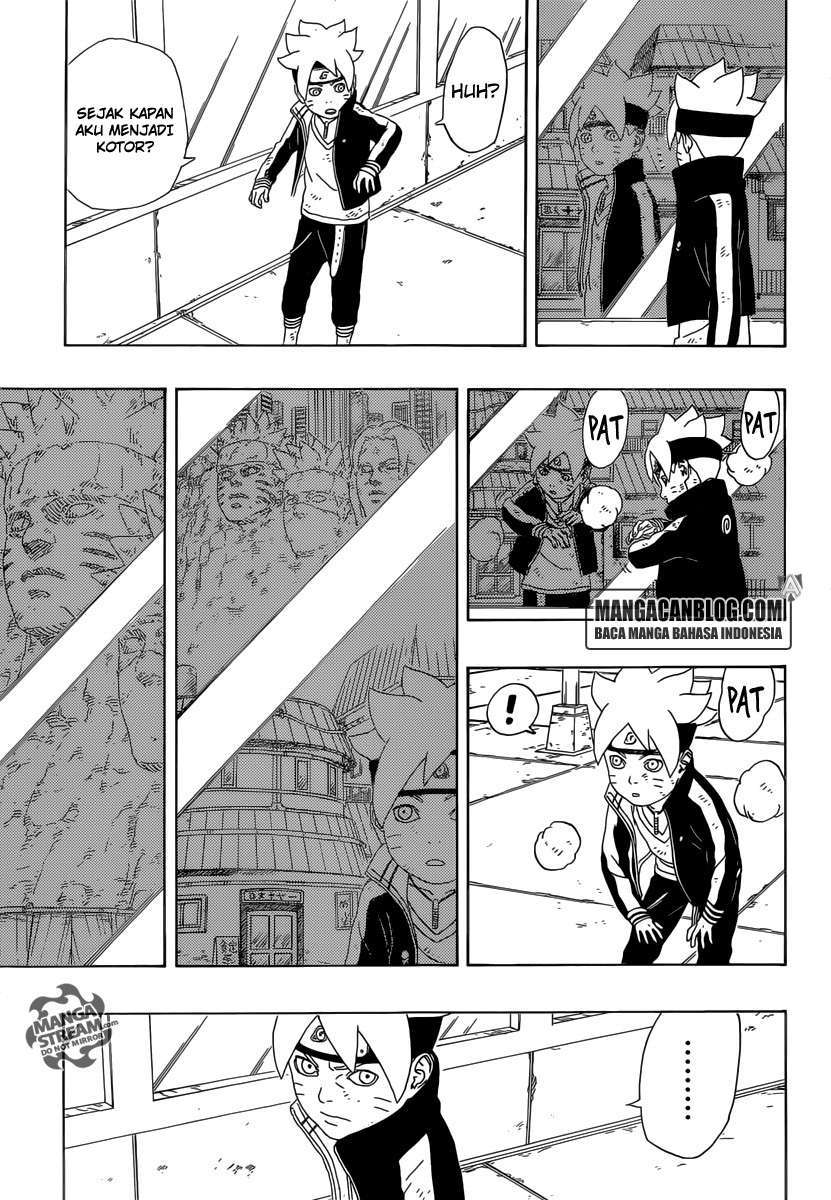 HUH?
SEJAK KAPAN
AKU MENJADI
KOTOR?
PAT
PAT
MANGACANBLOG.COM
BACA MANGA BAHASA INDONESIA
PAT
!
.........
MANGA
STREAM.com
DO NOT MIRROR!